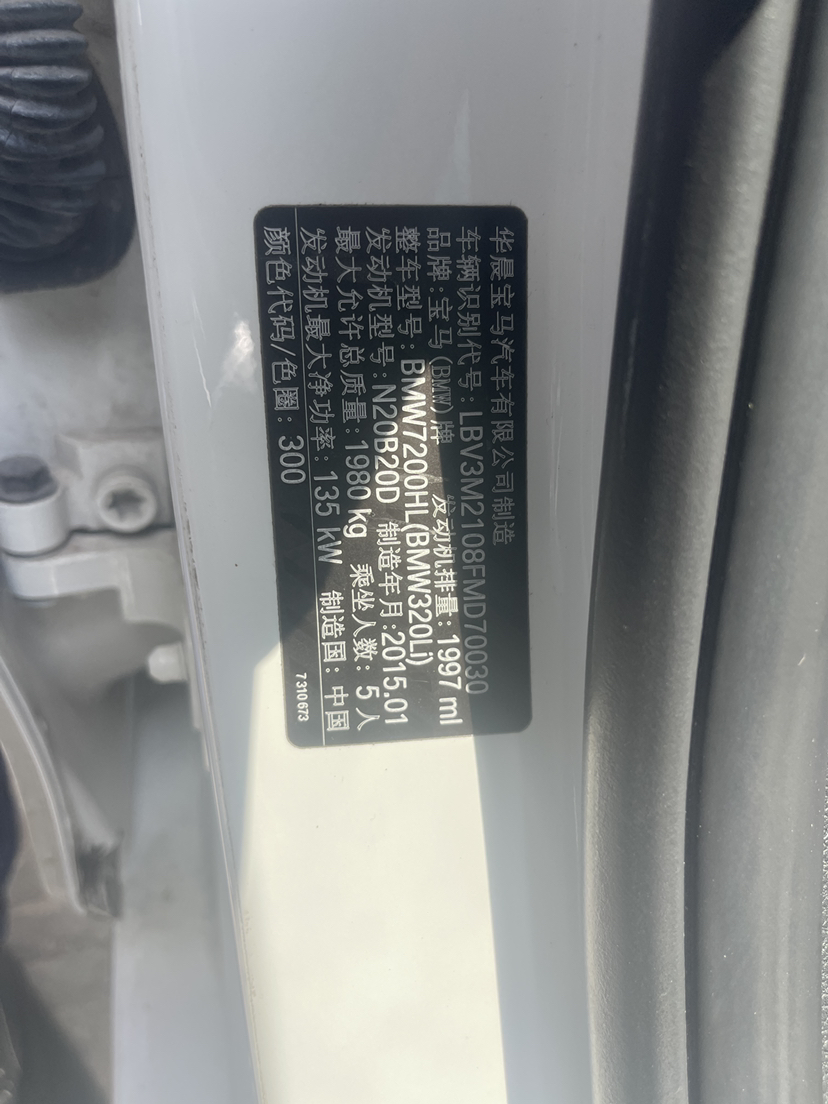 华晨宝马汽车有限公司制造
车辆识别代号:LBV3M2108FMD70030
品牌:宝马(BMW)牌 发动机排量:1997 ml
整车型号:BMW7200HL(BMW320Li)
发动机型号:N20B20D 制造年月:2015.01
最大允许总质量:1980 kg 乘坐人数:5人
发动机最大净功率:135 kW 制造国:中国
颜色代码/色圈:300 7310673